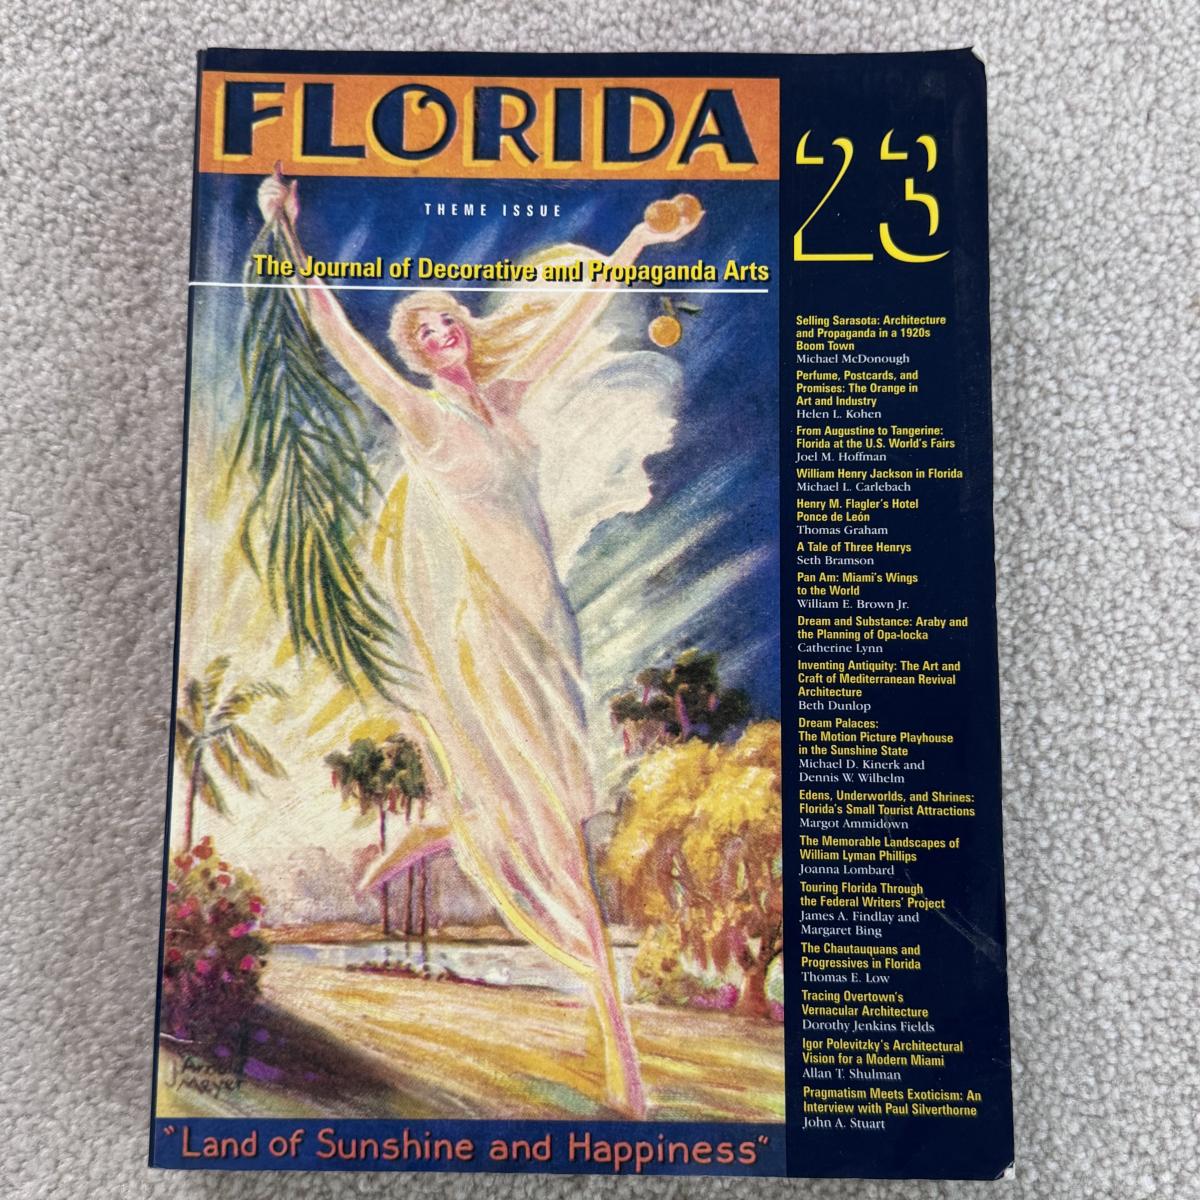 FLORIDA
THEME ISSUE
The Journal of Decorative and Propaganda Arts
23
Selling Sarasota: Architecture
and Propaganda in a 1920s
Boom Town
Michael McDonough
Perfume, Postcards, and
Promises: The Orange in
Art and Industry
Helen L. Kohen
From Augustine to Tangerine:
Florida at the U.S. World's Fairs
Joel M. Hoffman
William Henry Jackson in Florida
Michael L. Carlebach
Henry M. Flagler's Hotel
Ponce de León
Thomas Graham
A Tale of Three Henrys
Seth Bramson
Pan Am: Miami's Wings
to the World
William E. Brown Jr.
Dream and Substance: Araby and
the Planning of Opa-locka
Catherine Lynn
Inventing Antiquity: The Art and
Craft of Mediterranean Revival
Architecture
Beth Dunlop
Dream Palaces:
The Motion Picture Playhouse
in the Sunshine State
Michael D. Kinerk and
Dennis W. Wilhelm
Edens, Underworlds, and Shrines:
Florida's Small Tourist Attractions
Margot Ammidown
The Memorable Landscapes of
William Lyman Phillips
Joanna Lombard
Touring Florida Through
the Federal Writers' Project
James A. Findlay and
Margaret Bing
The Chautauquans and
Progressives in Florida
Thomas E. Low
Tracing Overtown's
Vernacular Architecture
Dorothy Jenkins Fields
Igor Polevitzky's Architectural
Vision for a Modern Miami
Allan T. Shulman
Pragmatism Meets Exoticism: An
Interview with Paul Silverthorne
John A. Stuart
Meyer
"Land of Sunshine and Happiness"